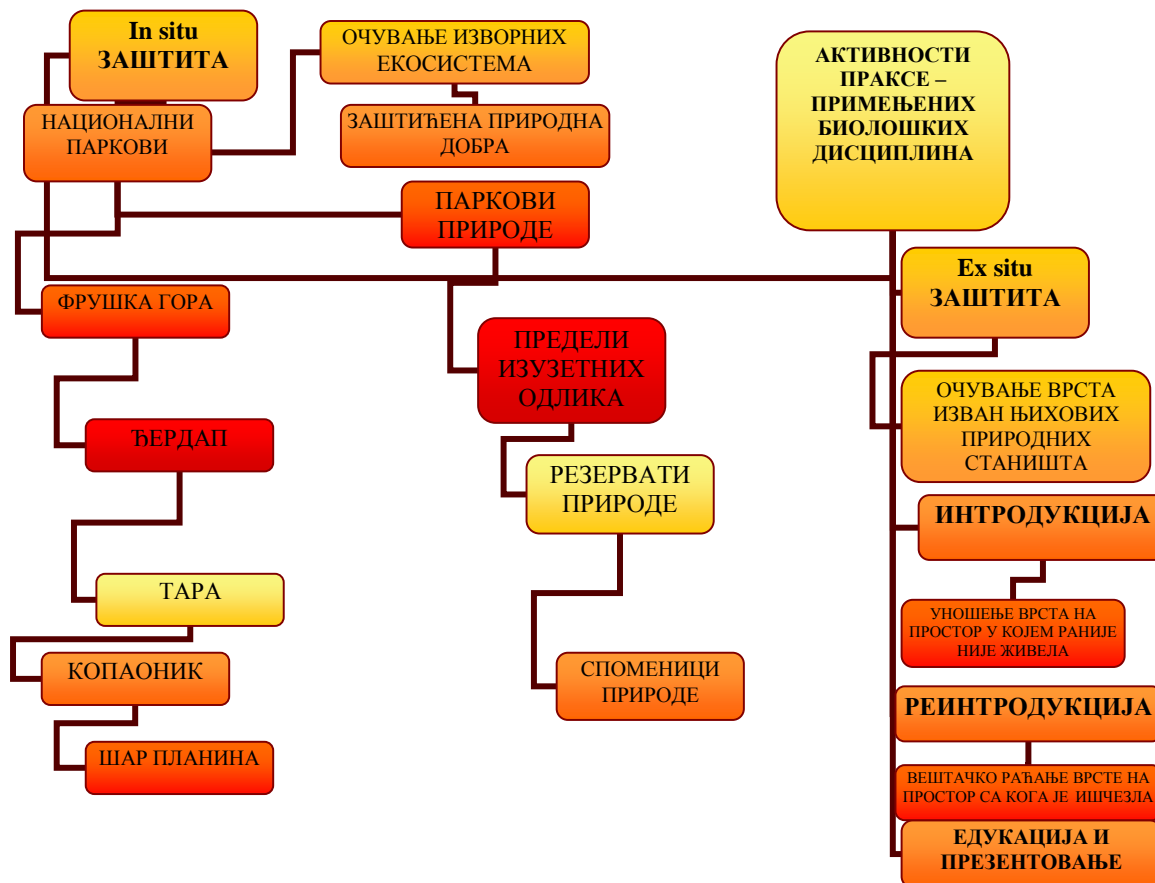 In situ
ЗАШТИТА
НАЦИОНАЛНИ
ПАРКОВИ
ОЧУВАЊЕ ИЗВОРНИХ
ЕКОСИСТЕМА
ЗАШТИЋЕНА ПРИРОДНА
ДОБРА
ПАРКОВИ
ПРИРОДЕ
ФРУШКА ГОРА
ЂЕРДАП
ТАРА
КОПАОНИК
ШАР ПЛАНИНА
ПРЕДЕЛИ
ИЗУЗЕТНИХ
ОДЛИКА
РЕЗЕРВАТИ
ПРИРОДЕ
СПОМЕНИЦИ
ПРИРОДЕ
АКТИВНОСТИ
ПРАКСЕ –
ПРИМЕЊЕНИХ
БИОЛОШКИХ
ДИСЦИПЛИНА
Ex situ
ЗАШТИТА
ОЧУВАЊЕ ВРСТА
ИЗВАН ЊИХОВИХ
ПРИРОДНИХ
СТАНИШТА
ИНТРОДУКЦИЈА
УНОШЕЊЕ ВРСТА НА
ПРОСТОР У КОЈЕМ РАНИЈЕ
НИЈЕ ЖИВЕЛА
РЕИНТРОДУКЦИЈА
ВЕШТАЧКО РАЂАЊЕ ВРСТЕ НА
ПРОСТОР СА КОГА ЈЕ ИШЧЕЗЛА
ЕДУКАЦИЈА И
ПРЕЗЕНТОВАЊЕ